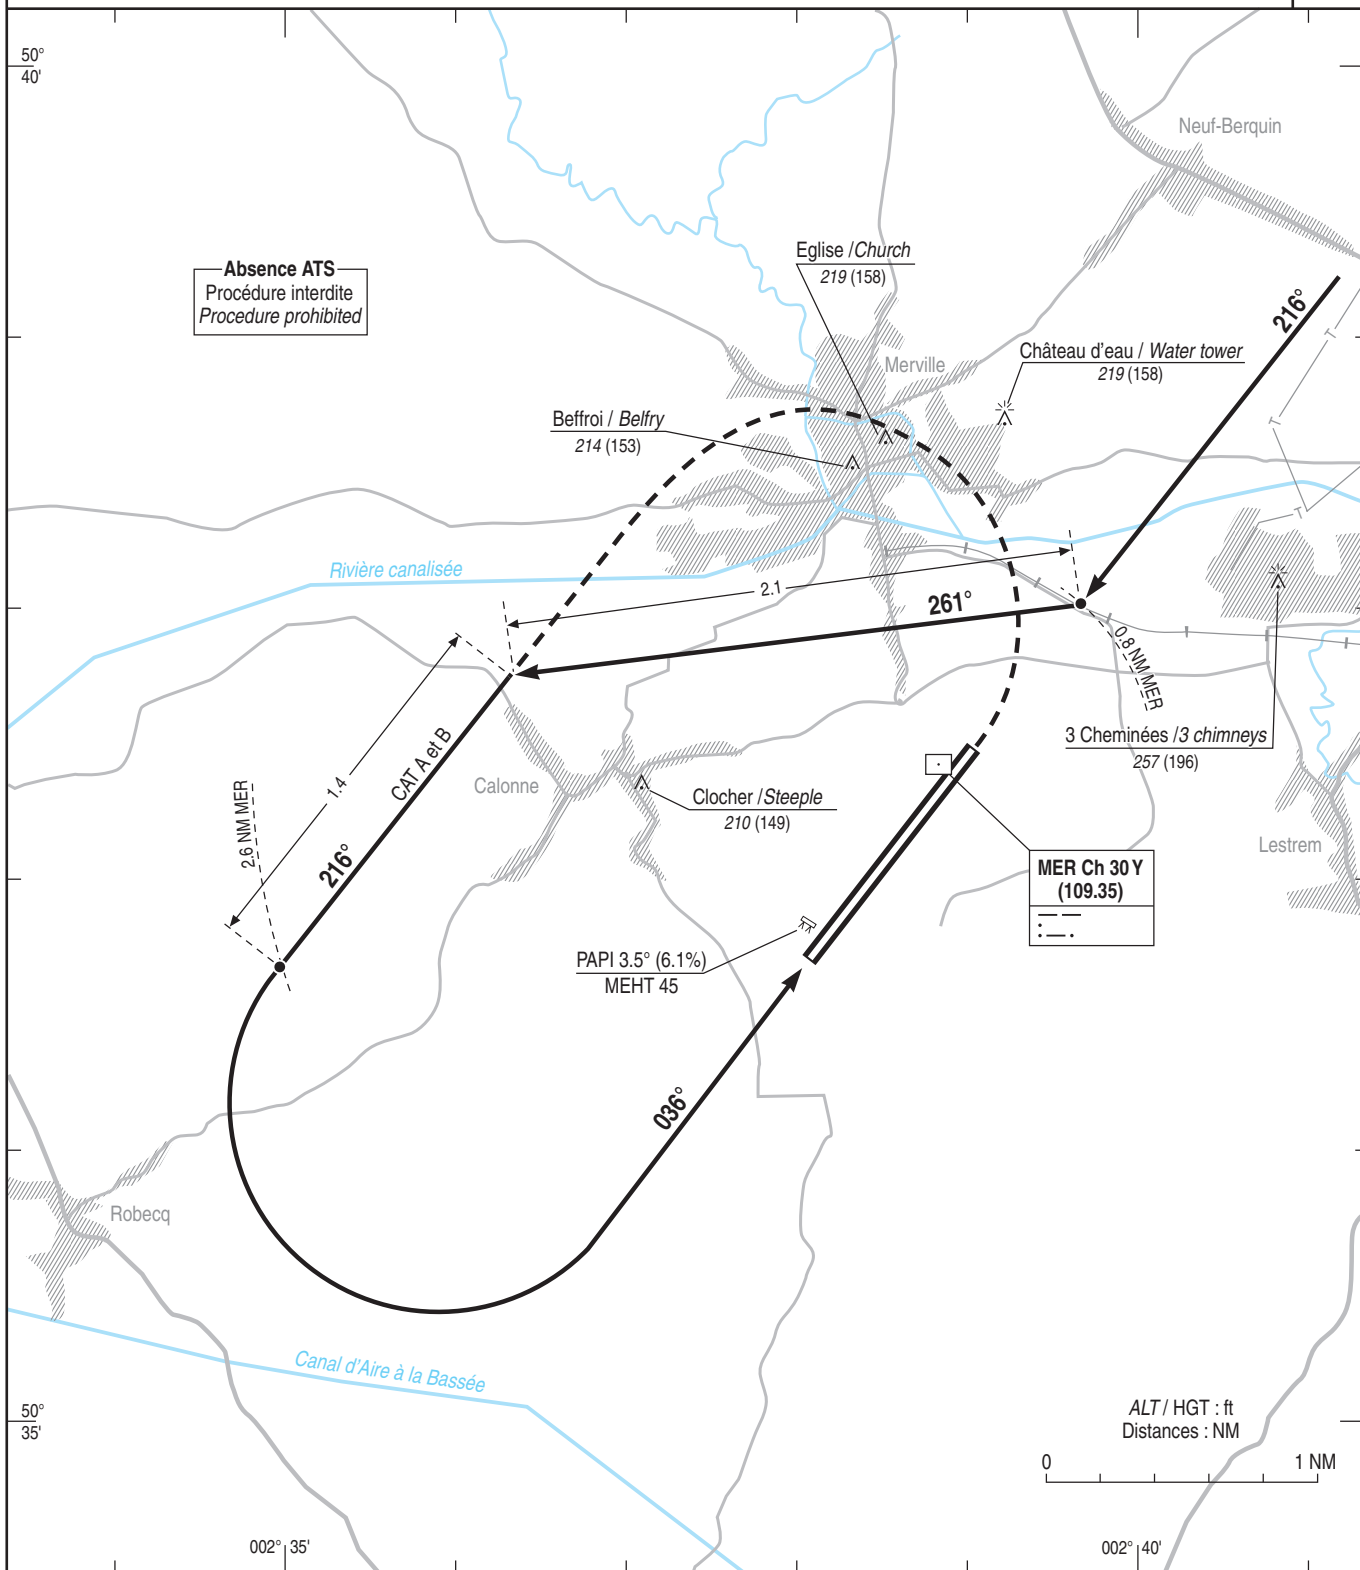 50°
40'
Neuf-Berquin
Eglise / Church
219 (158)
Absence ATS
Procédure interdite
Procedure prohibited
216°
Château d'eau / Water tower
219 (158)
Merville
Beffroi / Belfry
214 (153)
Rivière canalisée
2.1
261°
0.8 NM MER
3 Cheminées / 3 chimneys
257 (196)
CAT A et B
1.4
216°
2.6 NM MER
Calonne
Clocher / Steeple
210 (149)
Lestrem
MER Ch 30 Y
(109.35)
PAPI 3.5° (6.1%)
MEHT 45
036°
Robecq
Canal d'Aire à la Bassée
50°
35'
ALT / HGT : ft
Distances : NM
0 1 NM
002° 35'
002° 40'